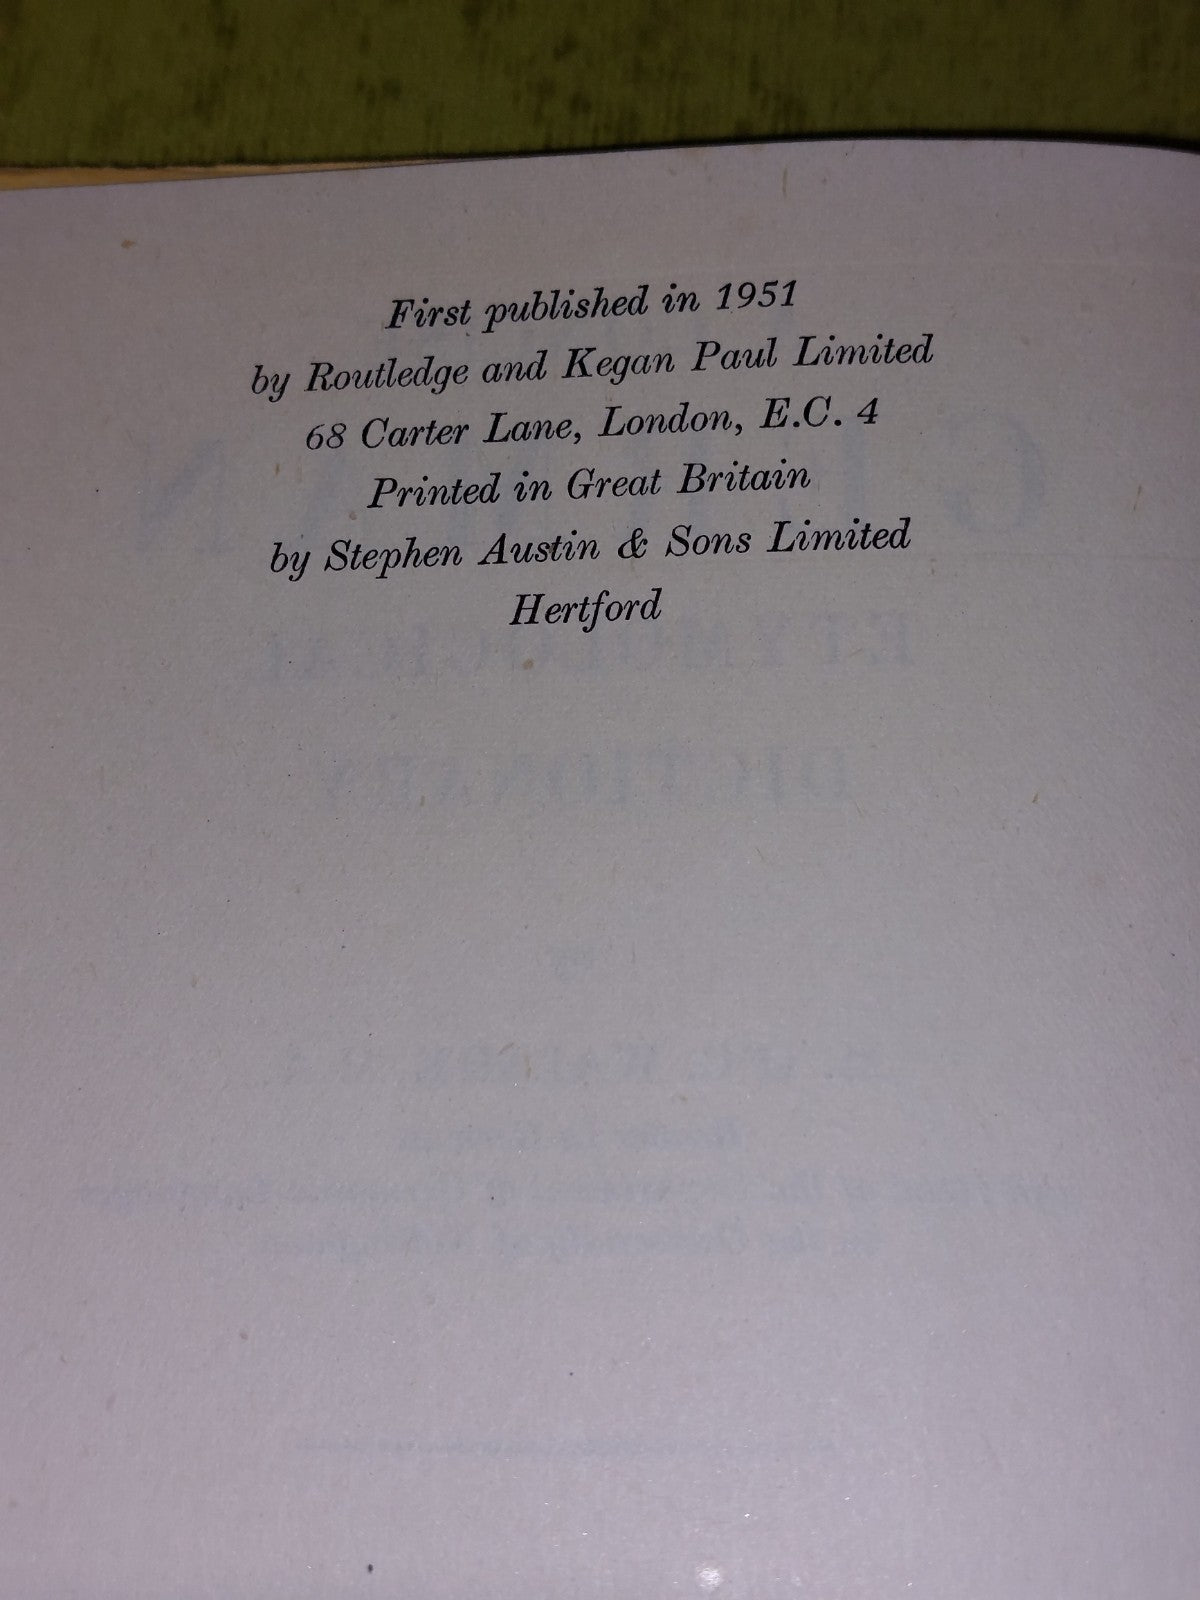 First published in 1951
by Routledge and Kegan Paul Limited
68 Carter Lane, London, E.C. 4
Printed in Great Britain
by Stephen Austin & Sons Limited
Hertford